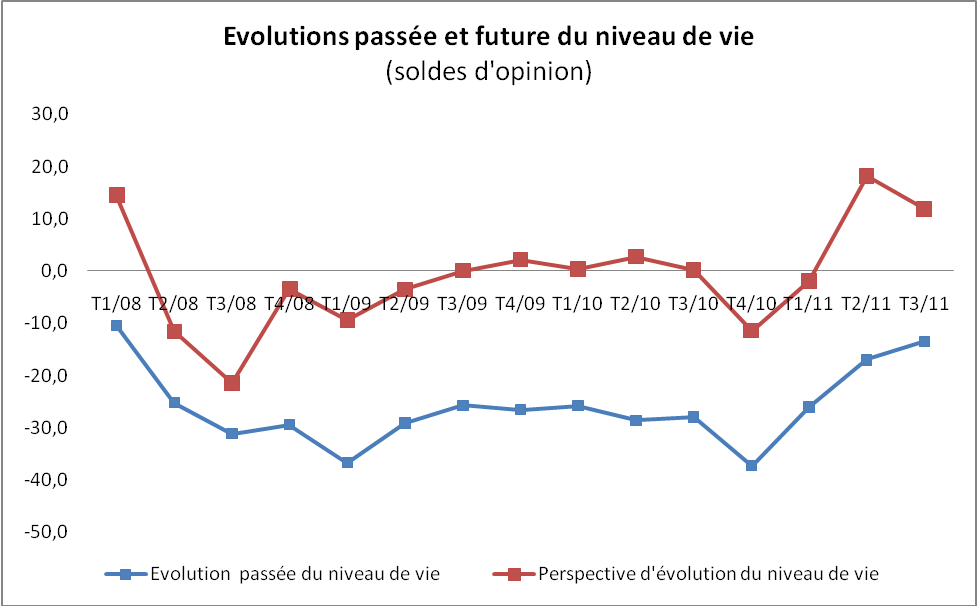 Evolutions passée et future du niveau de vie
(soldes d'opinion)
30,0
20,0
10,0
0,0
T1/08 T2/08 T3/08 T4/08 T1/09 T2/09 T3/09 T4/09 T1/10 T2/10 T3/10 T4/10 T1/11 T2/11 T3/11
-10,0
-20,0
-30,0
-40,0
-50,0
Evolution passée du niveau de vie Perspective d'évolution du niveau de vie